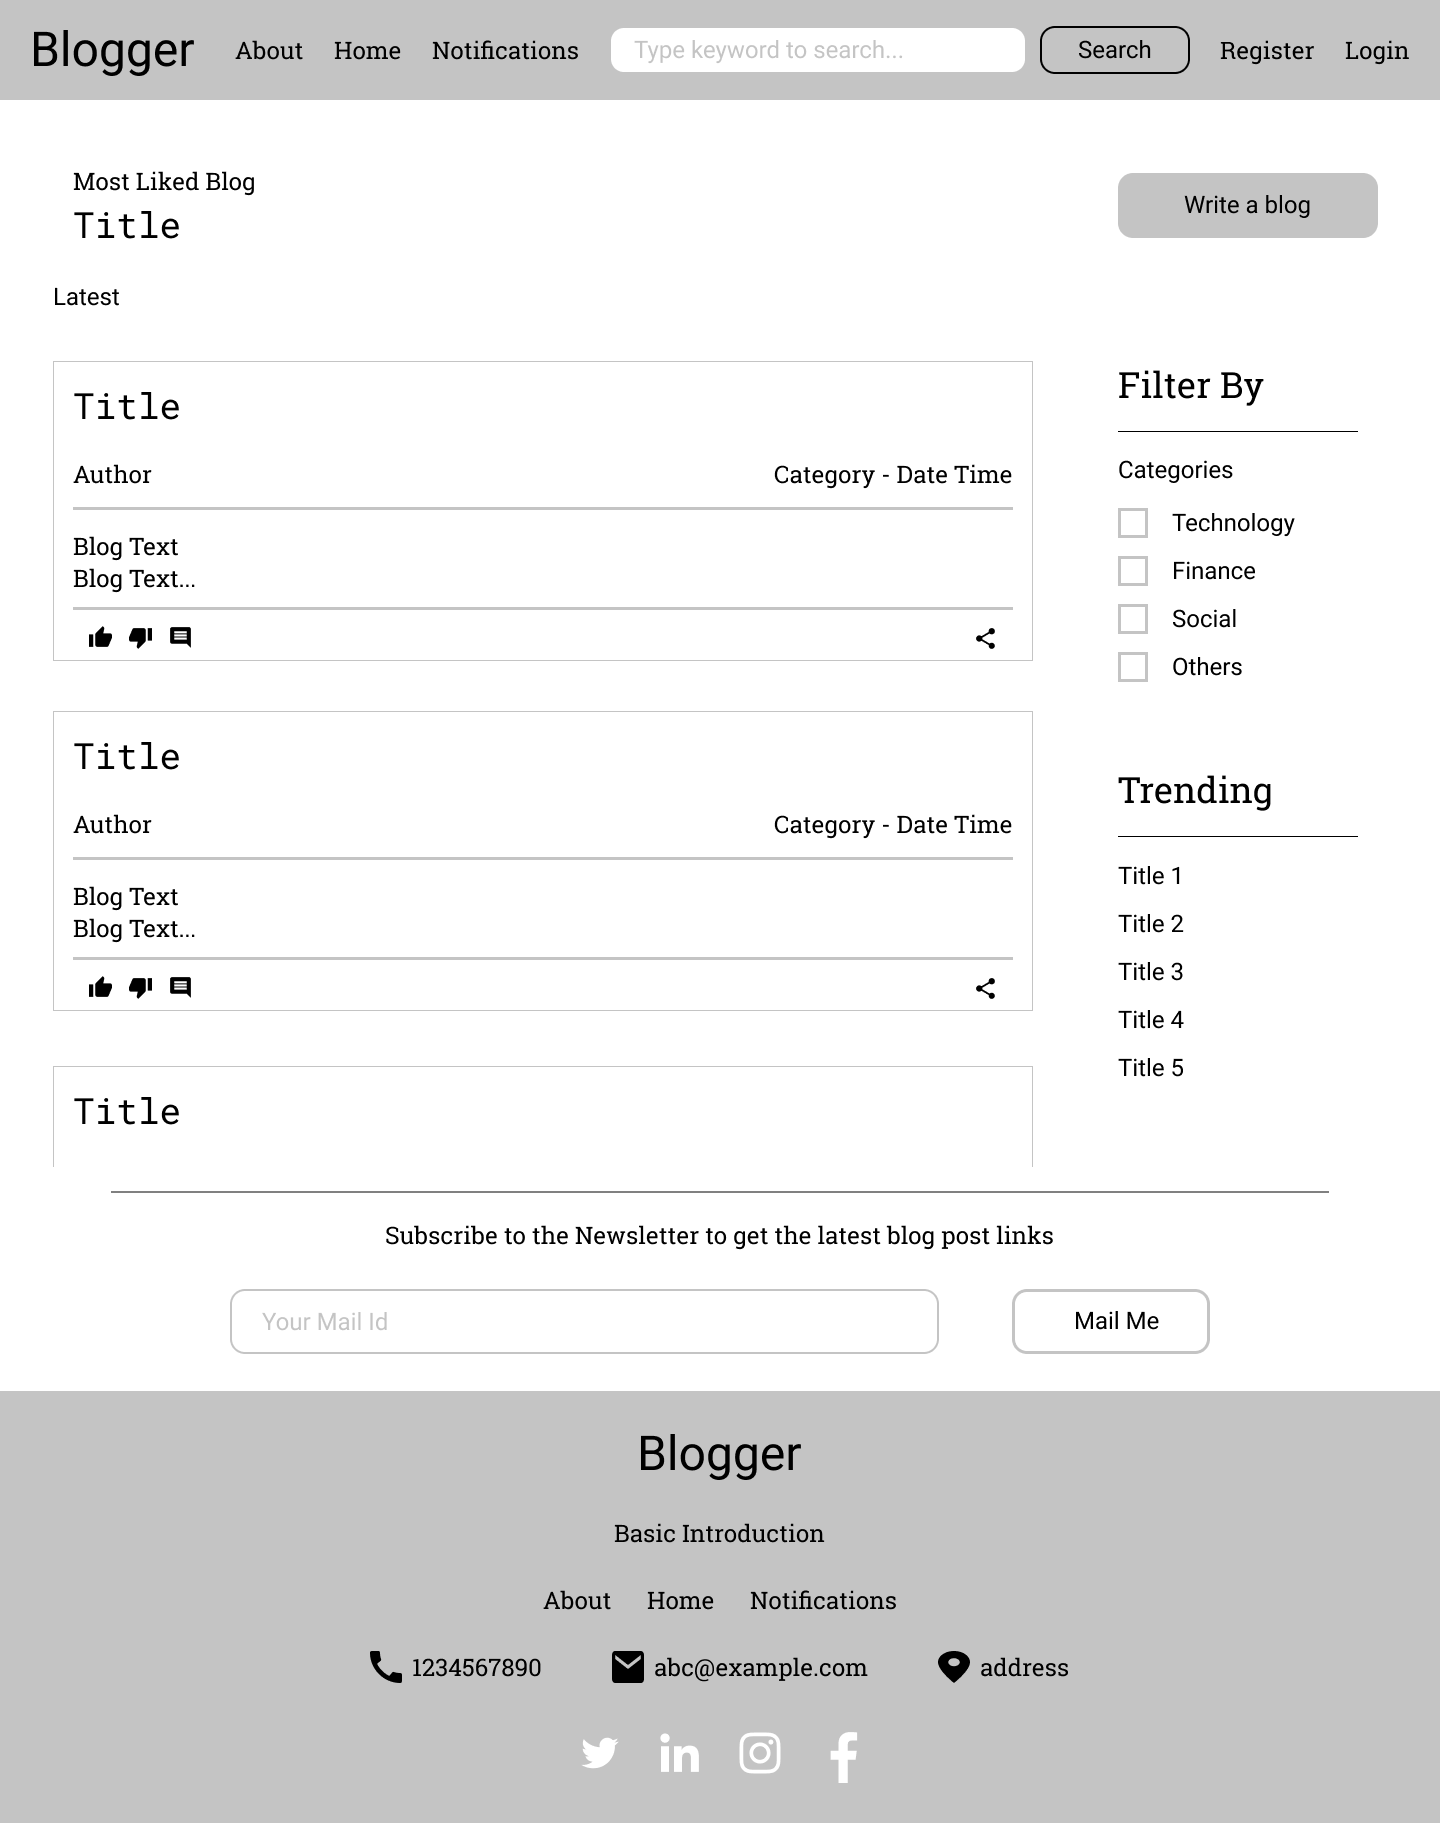 Blogger About Home Notifications Type keyword to search... Search Register Login
Most Liked Blog
Title
Write a blog
Latest
Title
Author Category - Date Time
Blog Text
Blog Text...
Title
Author Category - Date Time
Blog Text
Blog Text...
Title
Filter By
Categories
Technology
Finance
Social
Others
Trending
Title 1
Title 2
Title 3
Title 4
Title 5
Subscribe to the Newsletter to get the latest blog post links
Your Mail Id Mail Me
Blogger
Basic Introduction
About Home Notifications
1234567890 abc@example.com address